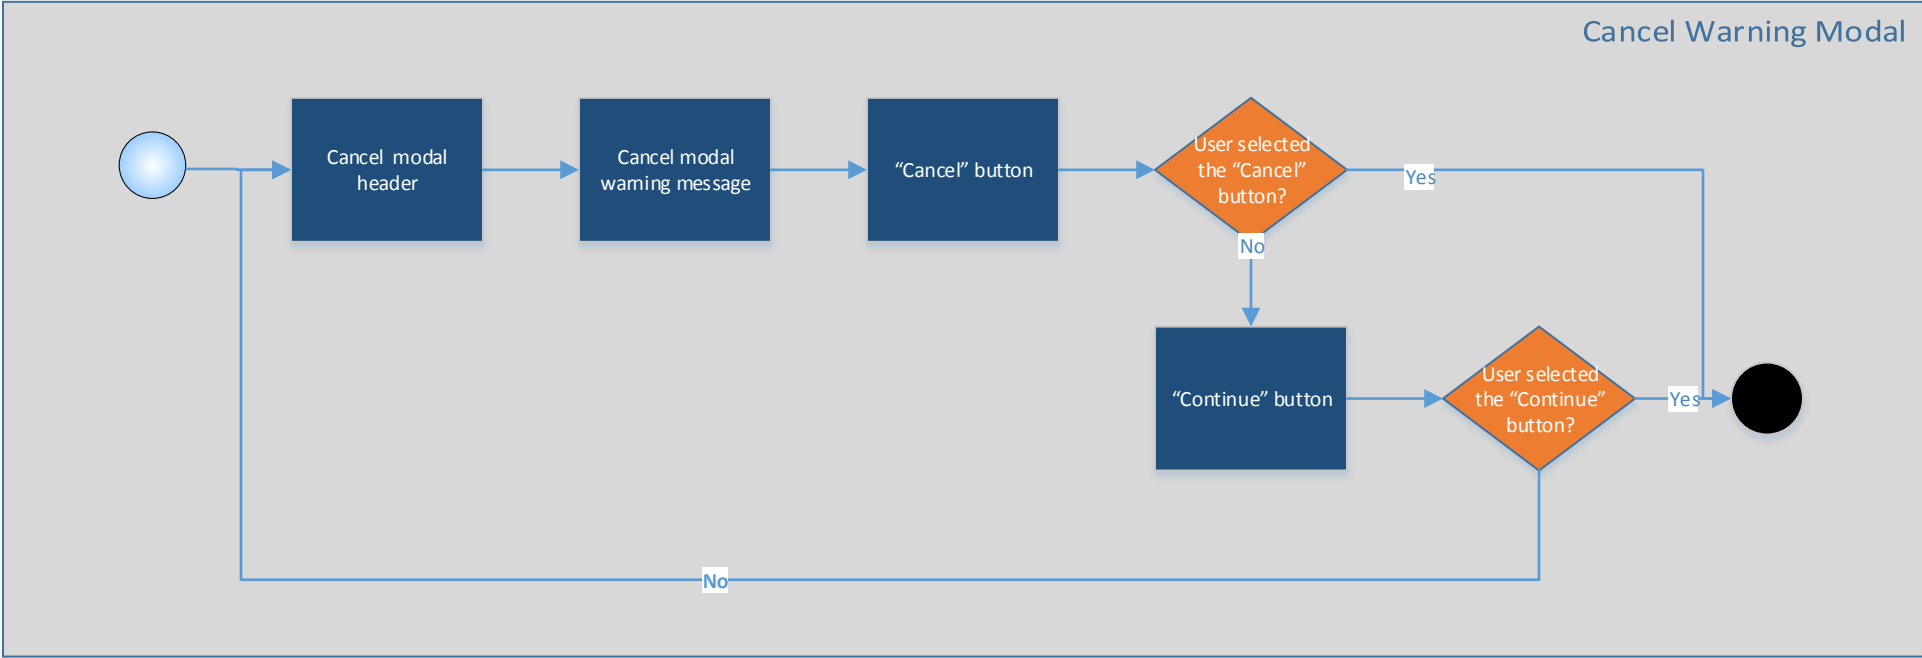 Cancel Warning Modal
Cancel modal
header
Cancel modal
warning message
“Cancel” button
User selected
the “Cancel”
button?
Yes
No
“Continue” button
User selected
the “Continue”
button?
Yes
No